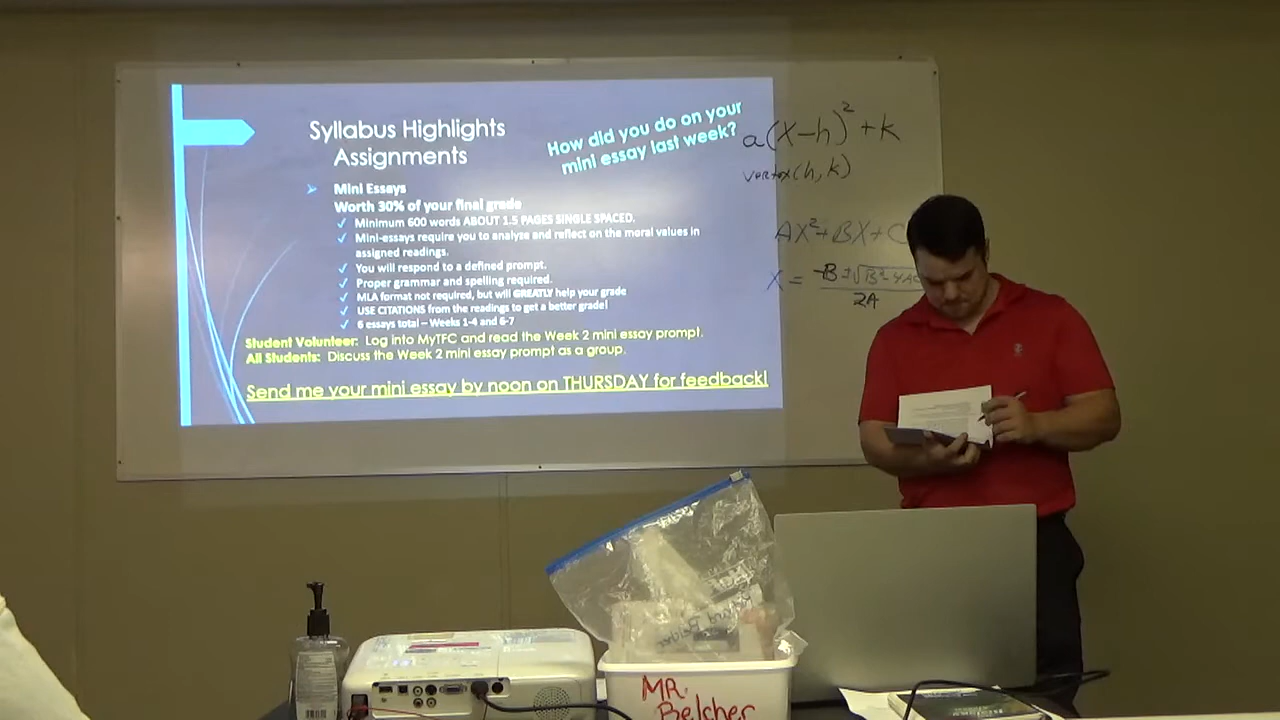 Syllabus Highlights
Assignments
How did you do on your
mini essay last week?
Mini Essays
Worth 30% of your final grade
✓ Minimum 600 words ABOUT 1.5 PAGES SINGLE SPACED.
✓ Mini-essays require you to analyze and reflect on the moral values in
assigned readings.
✓ You will respond to a defined prompt.
✓ Proper grammar and spelling required.
✓ MLA format not required, but will GREATLY help your grade
✓ USE CITATIONS from the readings to get a better grade!
✓ 6 essays total – Weeks 1-4 and 6-7
Student Volunteer: Log into MyTFC and read the Week 2 mini essay prompt.
All Students: Discuss the Week 2 mini essay prompt as a group.
Send me your mini essay by noon on THURSDAY for feedback!
a(x-h)²+k
vertex(h, k)
AX²+BX+C
X = -B±√B²-4AC
2A
MR.
Belcher